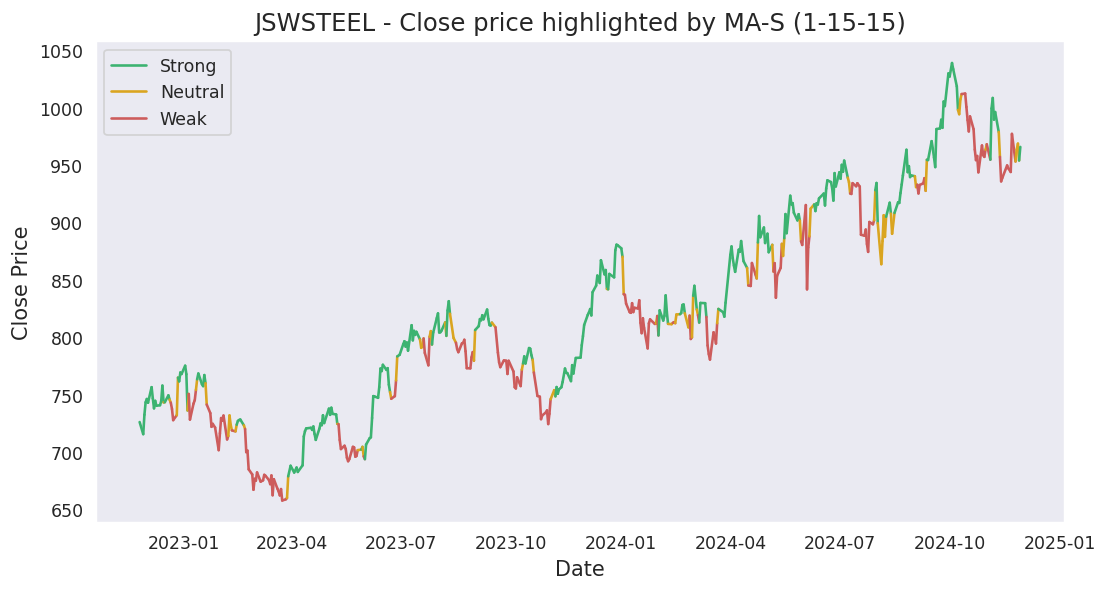 JSWSTEEL - Close price highlighted by MA-S (1-15-15)
Strong
Neutral
Weak
Close Price
1050
1000
950
900
850
800
750
700
650
2023-01 2023-04 2023-07 2023-10 2024-01 2024-04 2024-07 2024-10 2025-01
Date